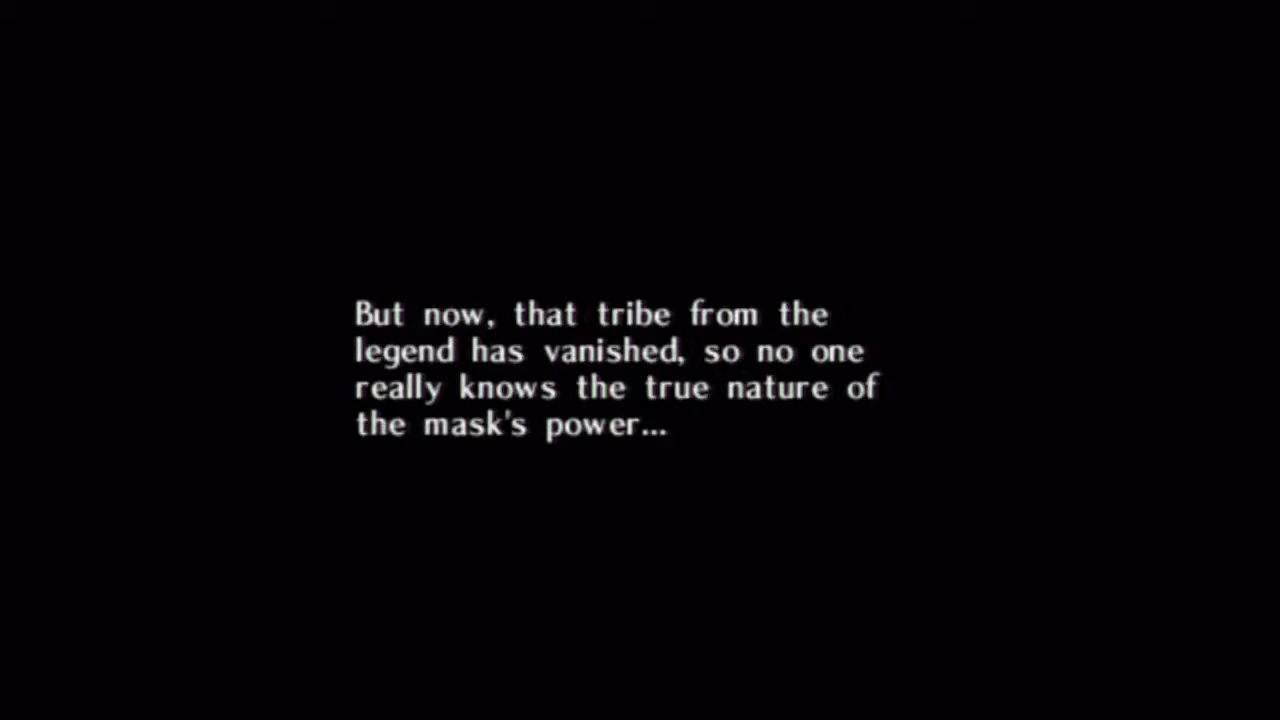 But now, that tribe from the
legend has vanished, so no one
really knows the true nature of
the mask's power...